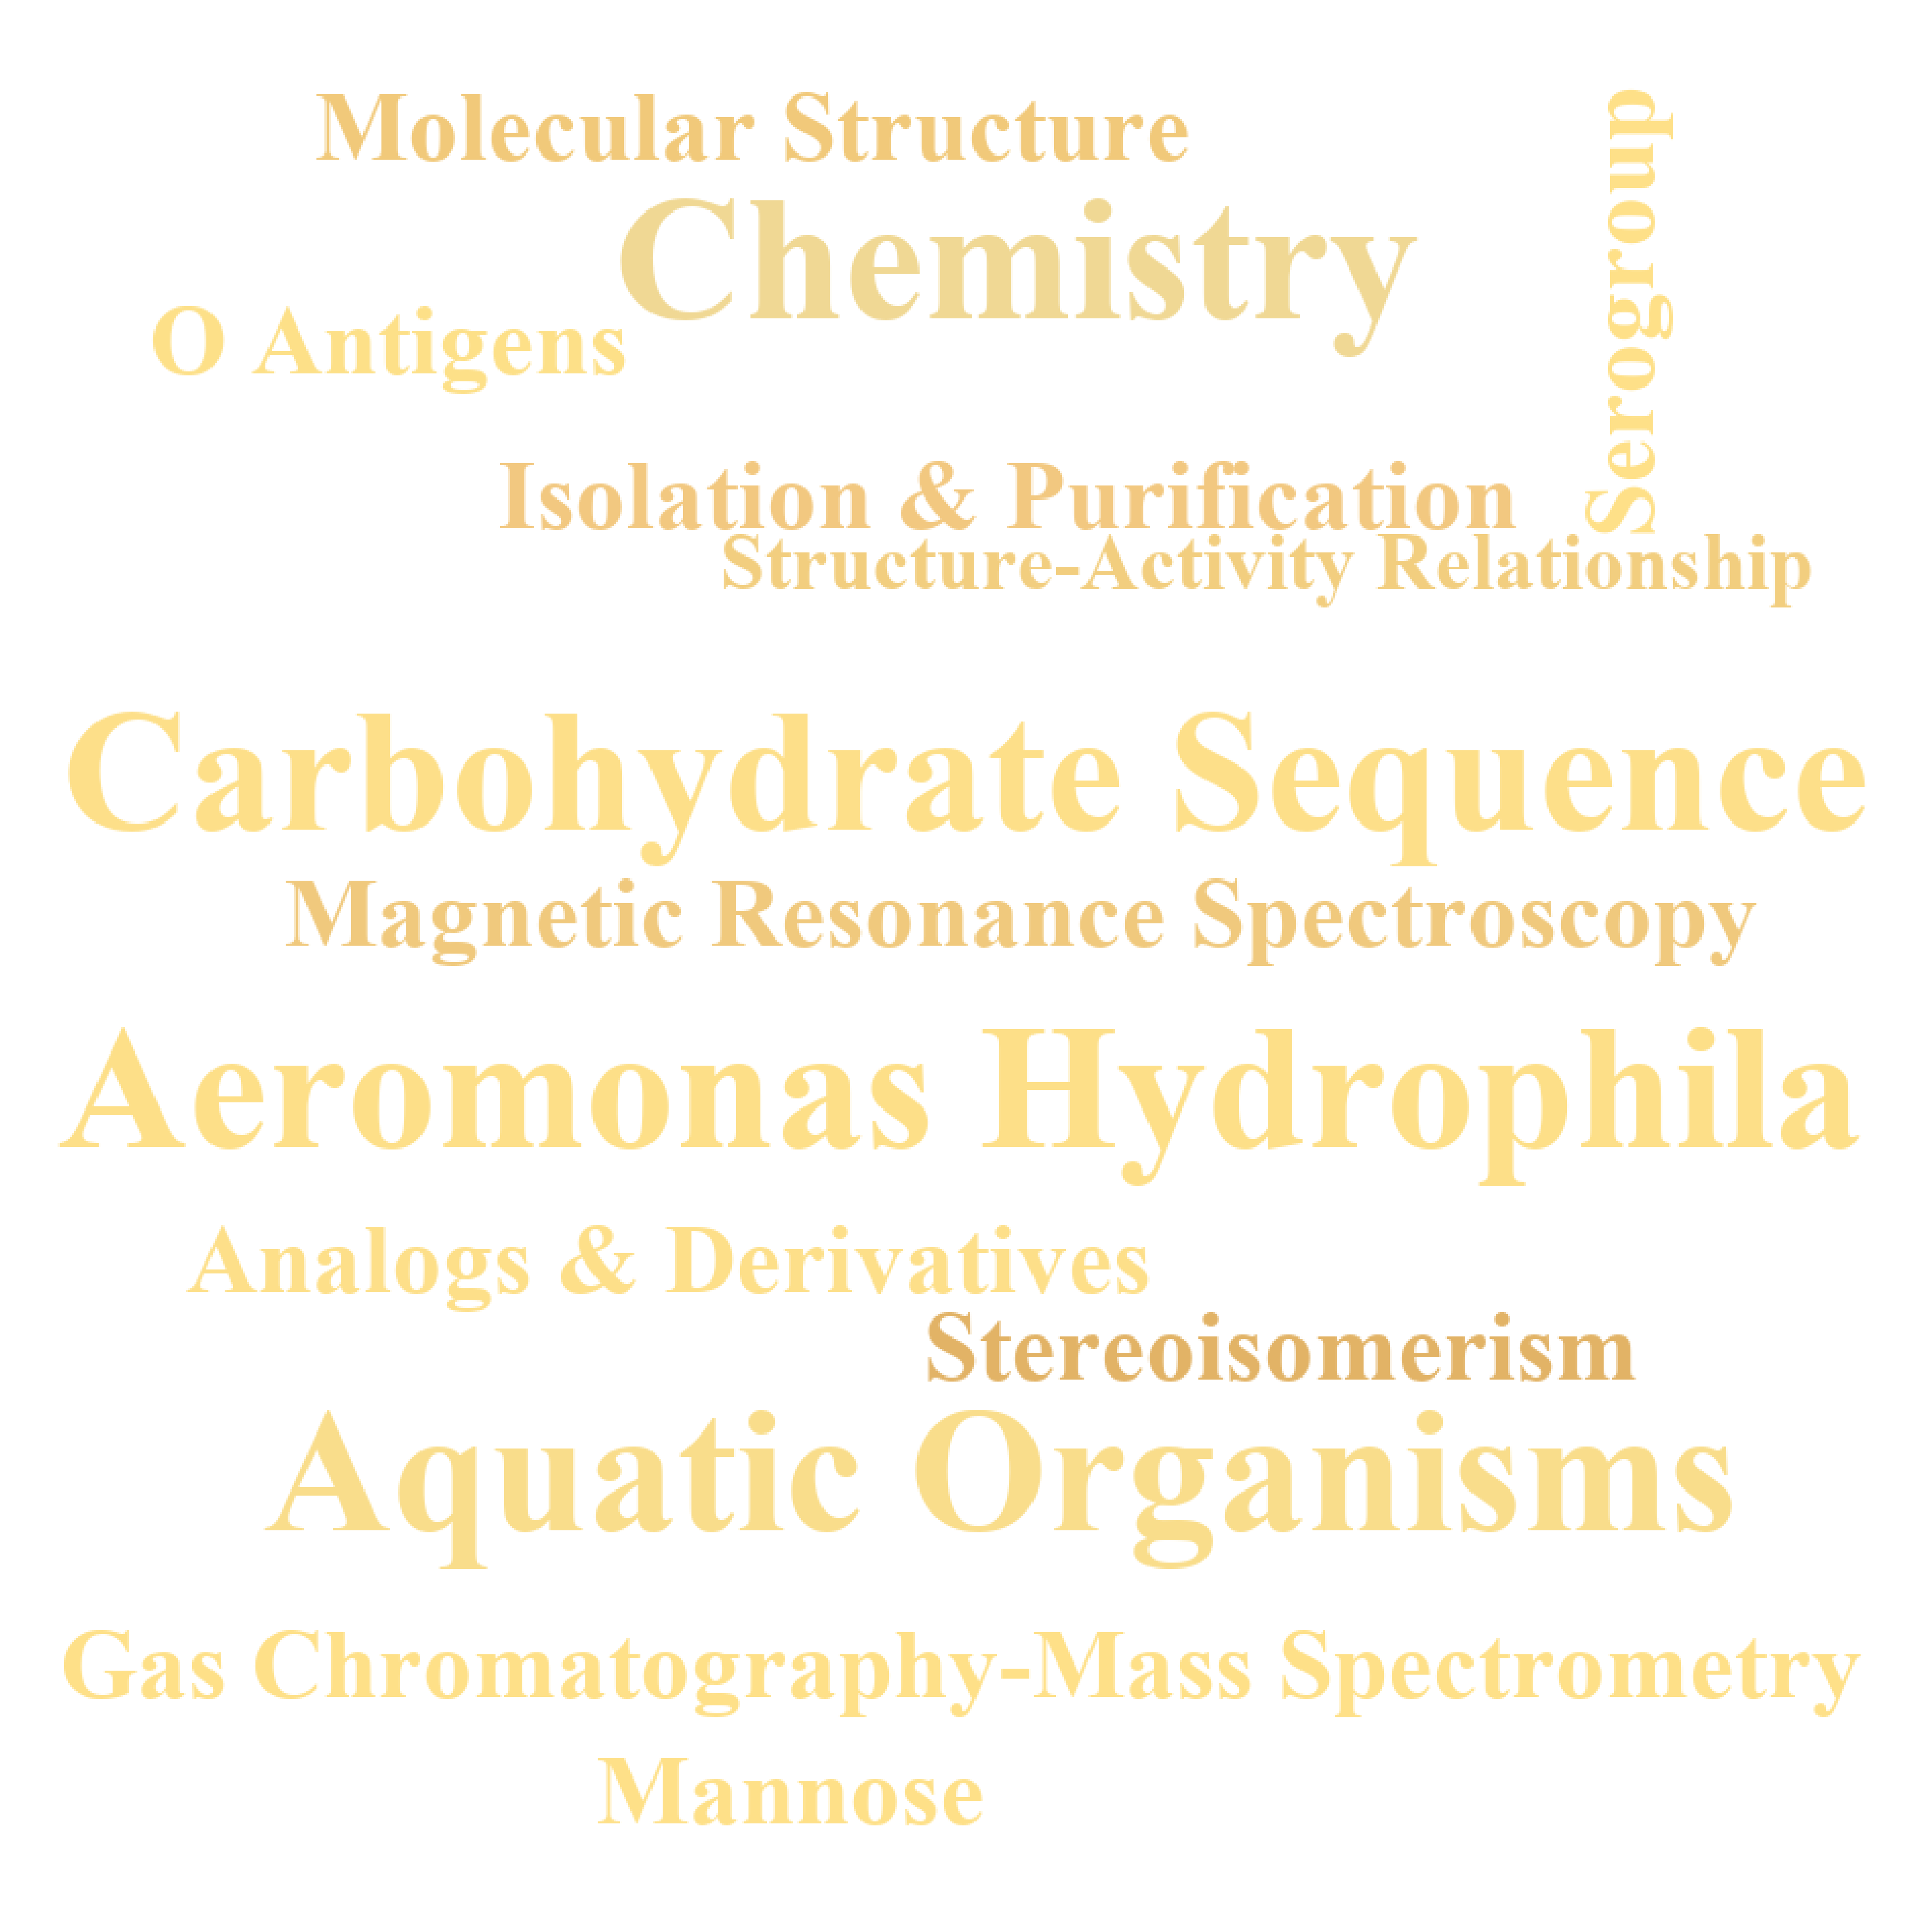 Molecular Structure
Serogroup
Chemistry
O Antigens
Isolation & Purification
Structure-Activity Relationship
Carbohydrate Sequence
Magnetic Resonance Spectroscopy
Aeromonas Hydrophila
Analogs & Derivatives
Stereoisomerism
Aquatic Organisms
Gas Chromatography-Mass Spectrometry
Mannose